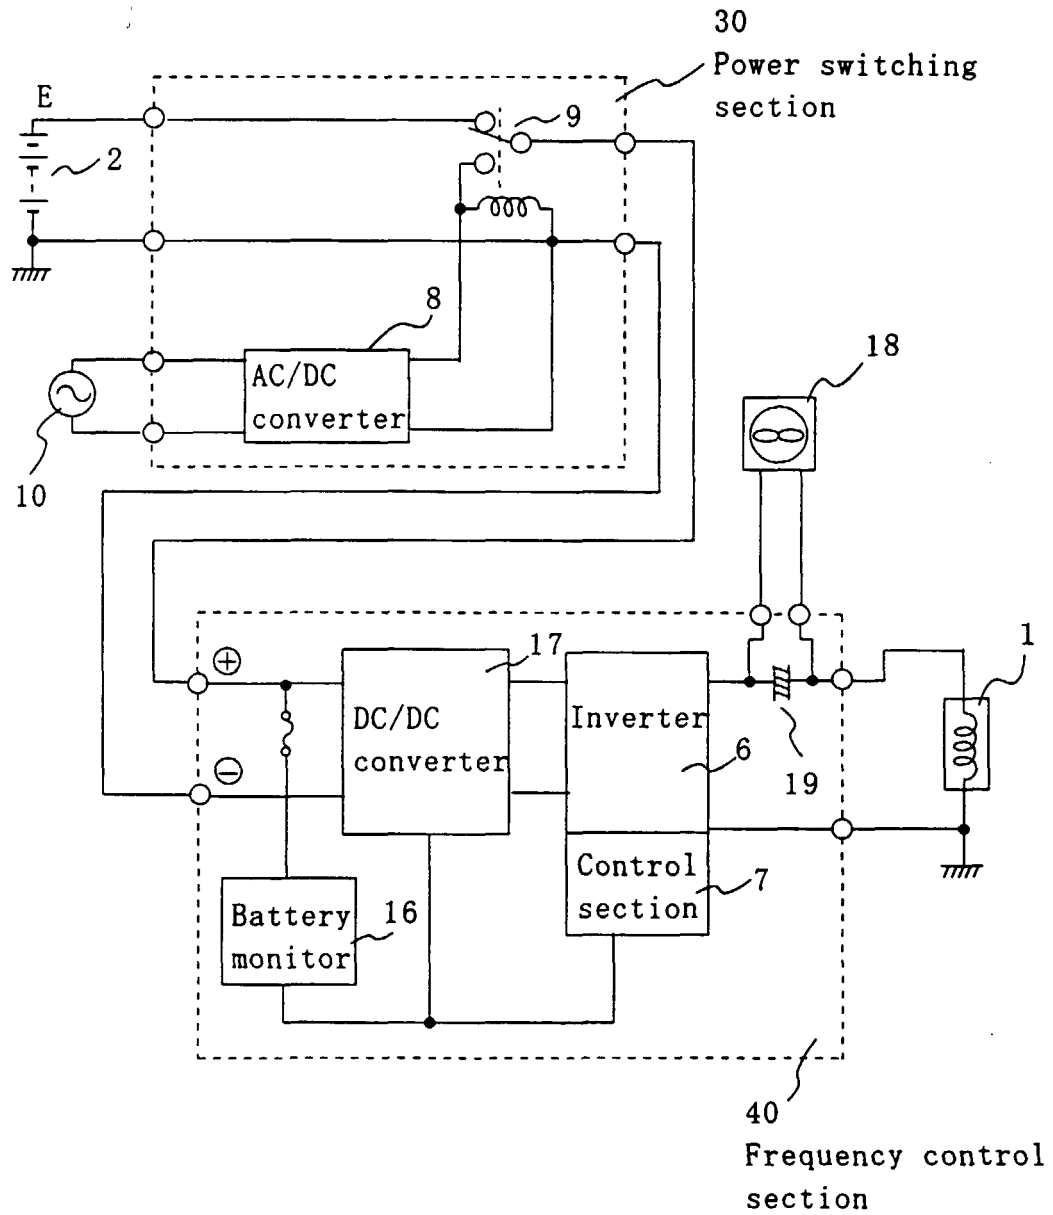 30
Power switching
section
E
9
2
8
18
AC/DC
converter
10
1
+
17
DC/DC
converter
Inverter
6
−
19
Control
section
7
Battery
monitor
16
40
Frequency control
section